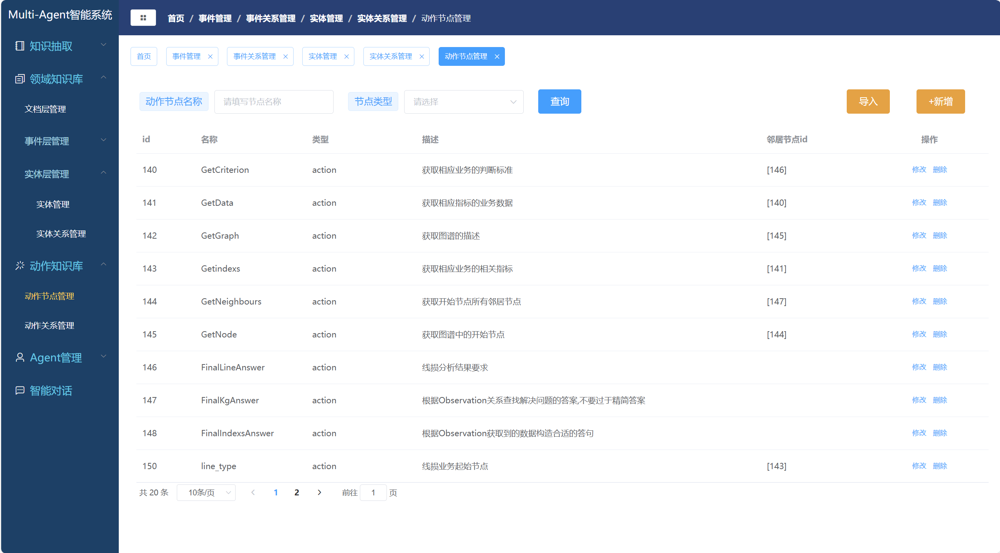 Multi-Agent智能系统
知识抽取
领域知识库
文档层管理
事件层管理
实体层管理
实体管理
实体关系管理
动作知识库
动作节点管理
动作关系管理
Agent管理
智能对话
首页 / 事件管理 / 事件关系管理 / 实体管理 / 实体关系管理 / 动作节点管理
首页 事件管理 × 事件关系管理 × 实体管理 × 实体关系管理 × 动作节点管理 ×
动作节点名称 请填写节点名称 节点类型 请选择 查询 导入 +新增
id 名称 类型 描述 邻居节点id 操作
140 GetCriterion action 获取相应业务的判断标准 [146] 修改 删除
141 GetData action 获取相应指标的业务数据 [140] 修改 删除
142 GetGraph action 获取图谱的描述 [145] 修改 删除
143 Getindexs action 获取相应业务的相关指标 [141] 修改 删除
144 GetNeighbours action 获取开始节点所有邻居节点 [147] 修改 删除
145 GetNode action 获取图谱中的开始节点 [144] 修改 删除
146 FinalLineAnswer action 线损分析结果要求 修改 删除
147 FinalKgAnswer action 根据Observation关系查找解决问题的答案,不要过于精简答案 修改 删除
148 FinalIndexsAnswer action 根据Observation获取到的数据构造合适的答句 修改 删除
150 line_type action 线损业务起始节点 [143] 修改 删除
共 20 条 10条/页 < 1 2 > 前往 1 页